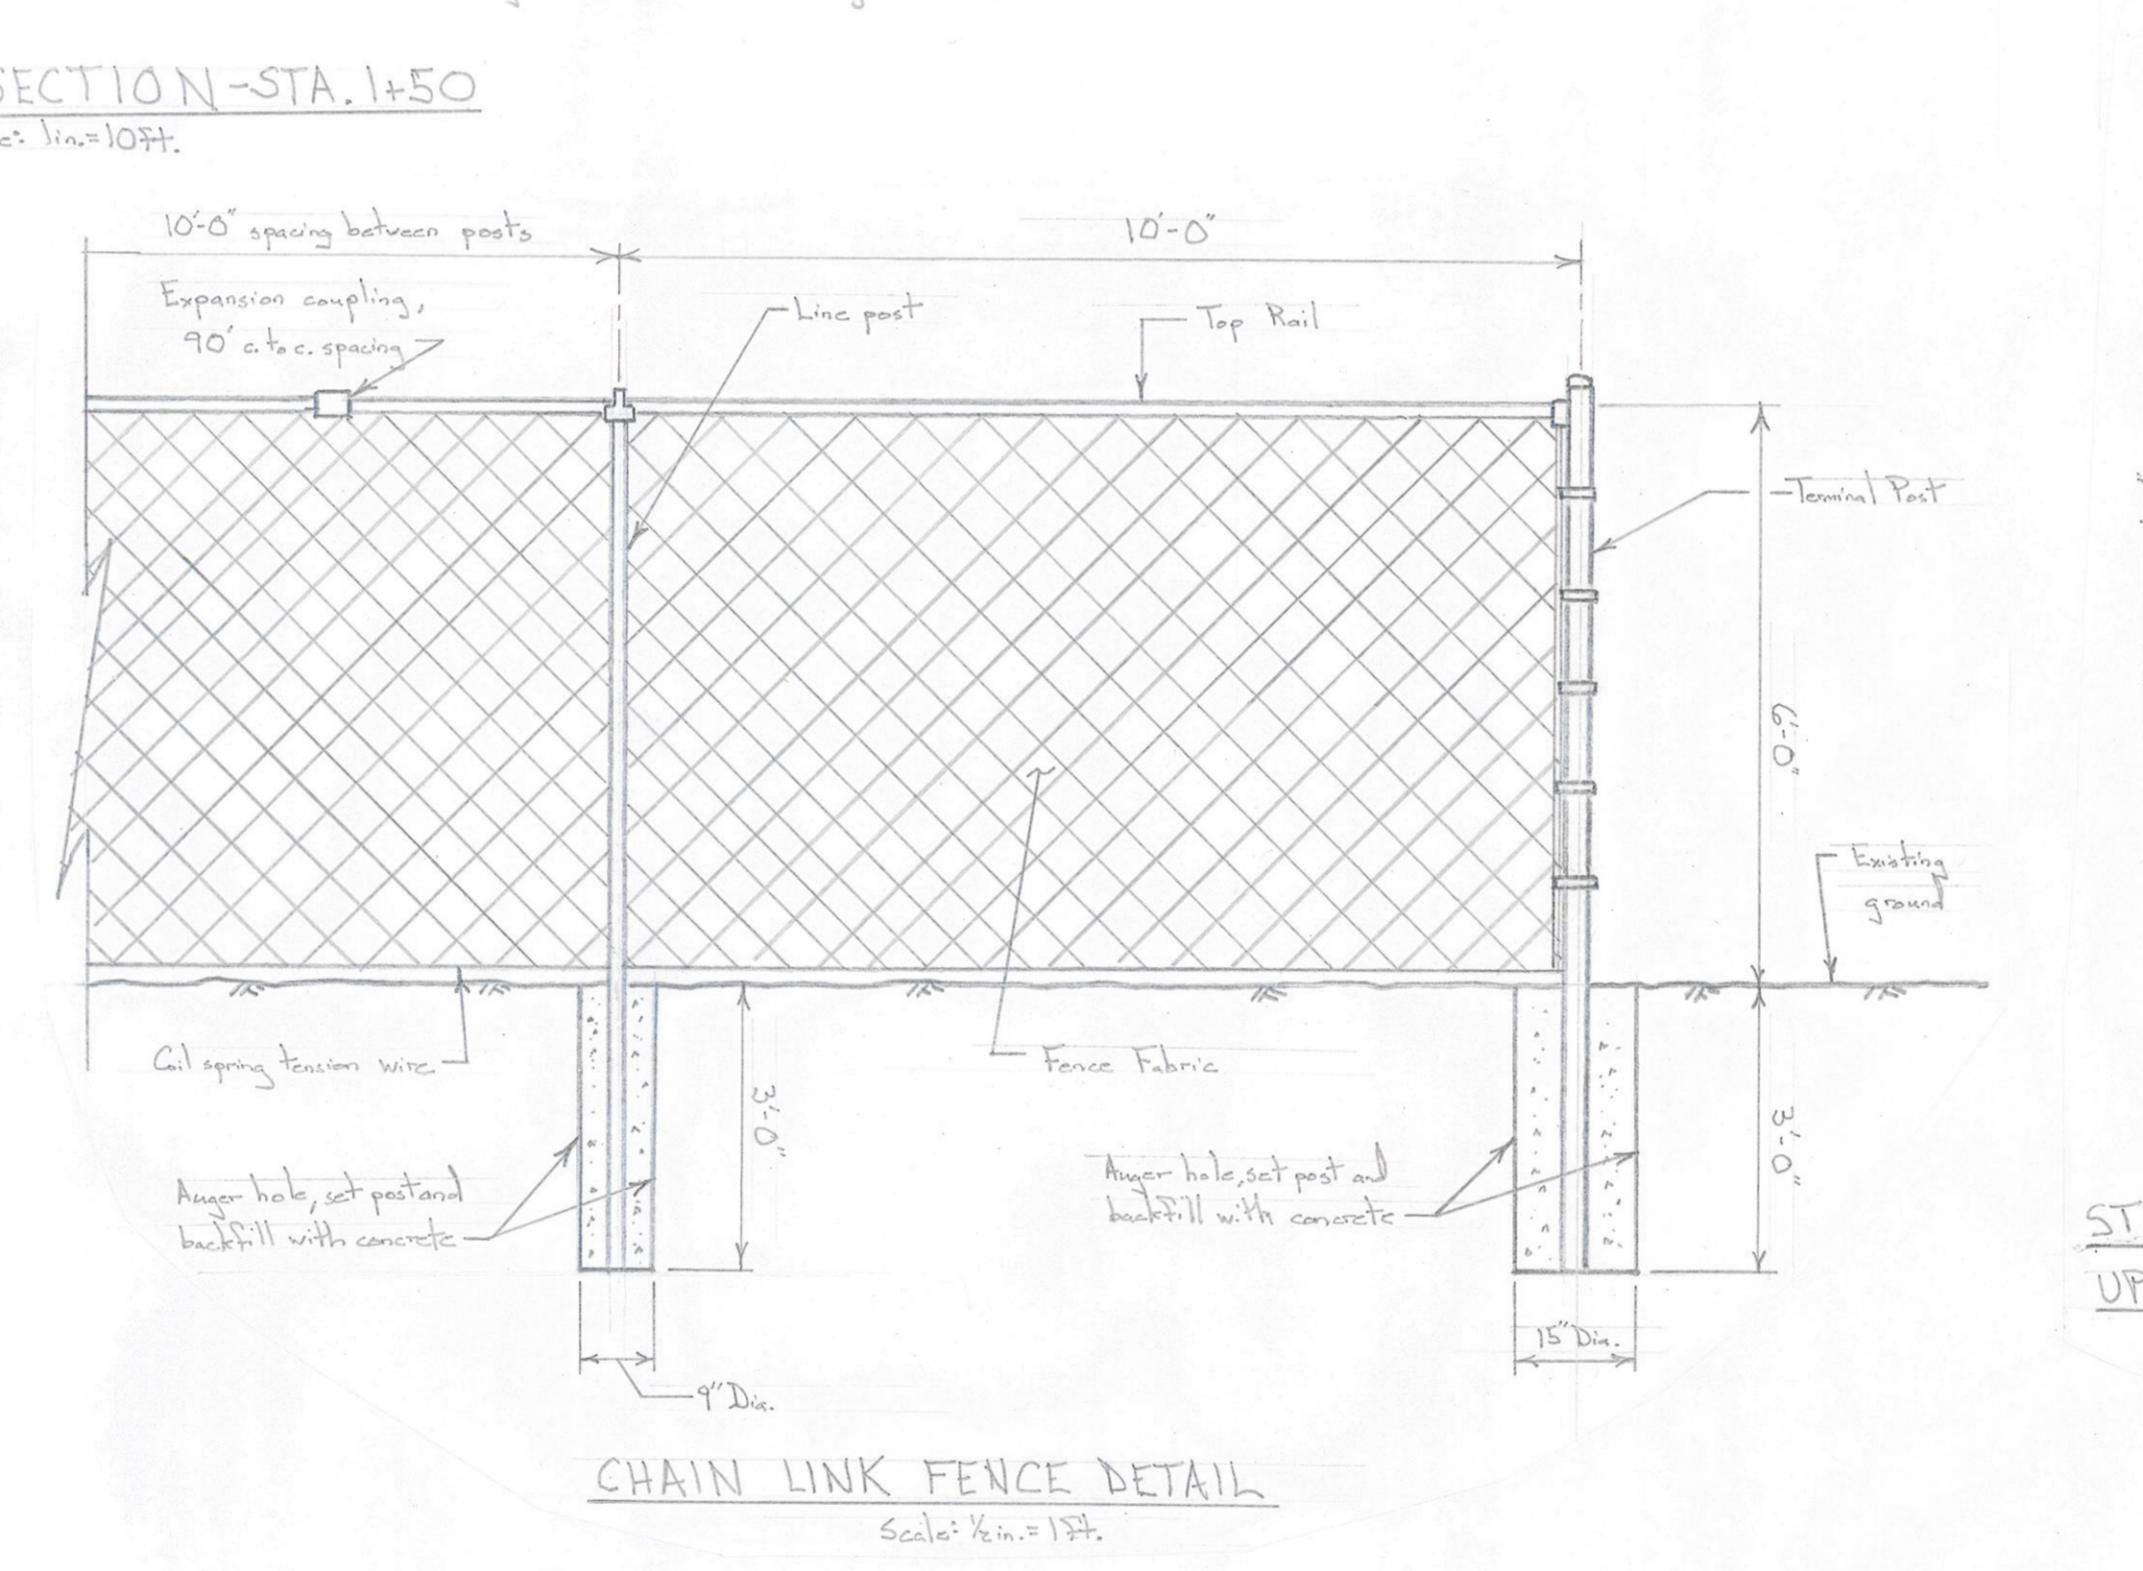 SECTION-STA. 1+50
1in.=10ft.
10'-0" spacing between posts
10'-0"
Expansion coupling,
90' c. to c. spacing
Line post
Top Rail
Terminal Post
6'-0"
Existing
ground
Coil spring tension wire
Fence Fabric
3'-0"
3'-0"
Auger hole, set post and
backfill with concrete
Auger hole, set post and
backfill with concrete
15" Dia.
9" Dia.
CHAIN LINK FENCE DETAIL
Scale: 1/2 in. = 1ft.
ST
UP